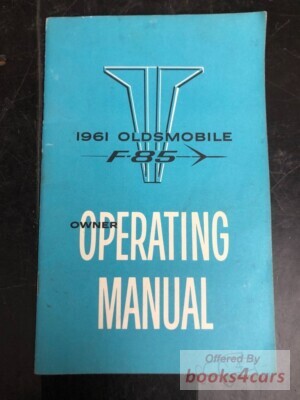 1961 OLDSMOBILE
F-85
OWNER
OPERATING
MANUAL
Offered By
books4cars